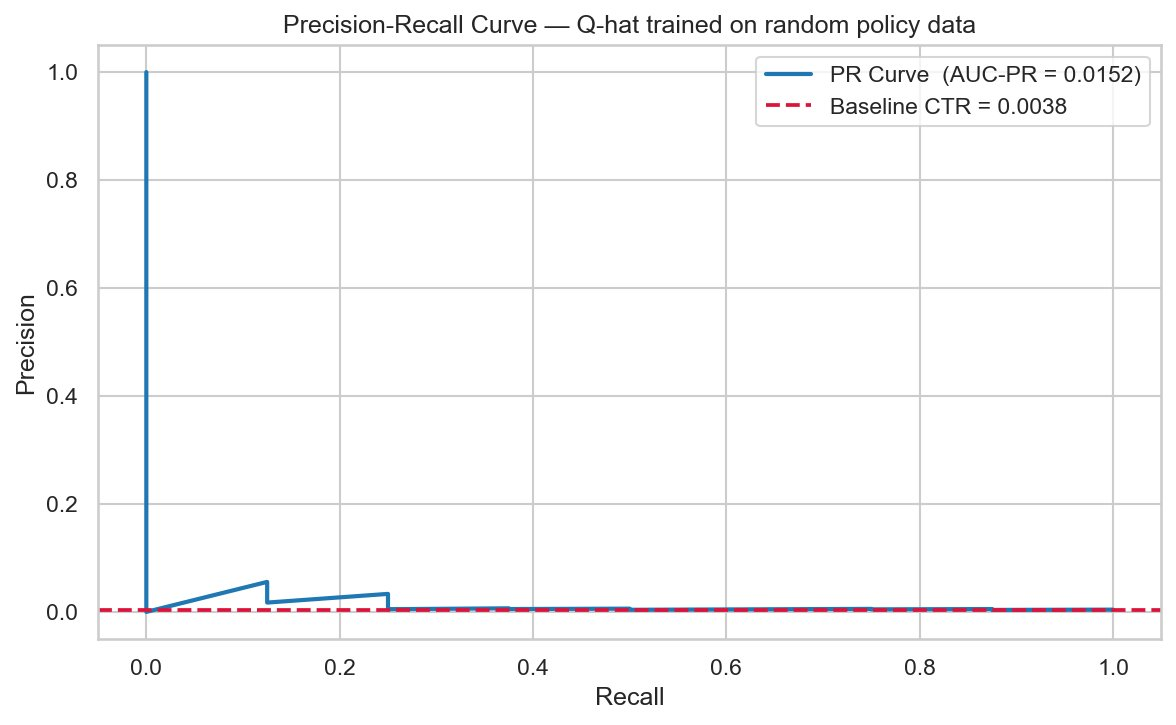 Precision-Recall Curve — Q-hat trained on random policy data
PR Curve  (AUC-PR = 0.0152)
Baseline CTR = 0.0038
Precision
1.0
0.8
0.6
0.4
0.2
0.0
0.0 0.2 0.4 0.6 0.8 1.0
Recall